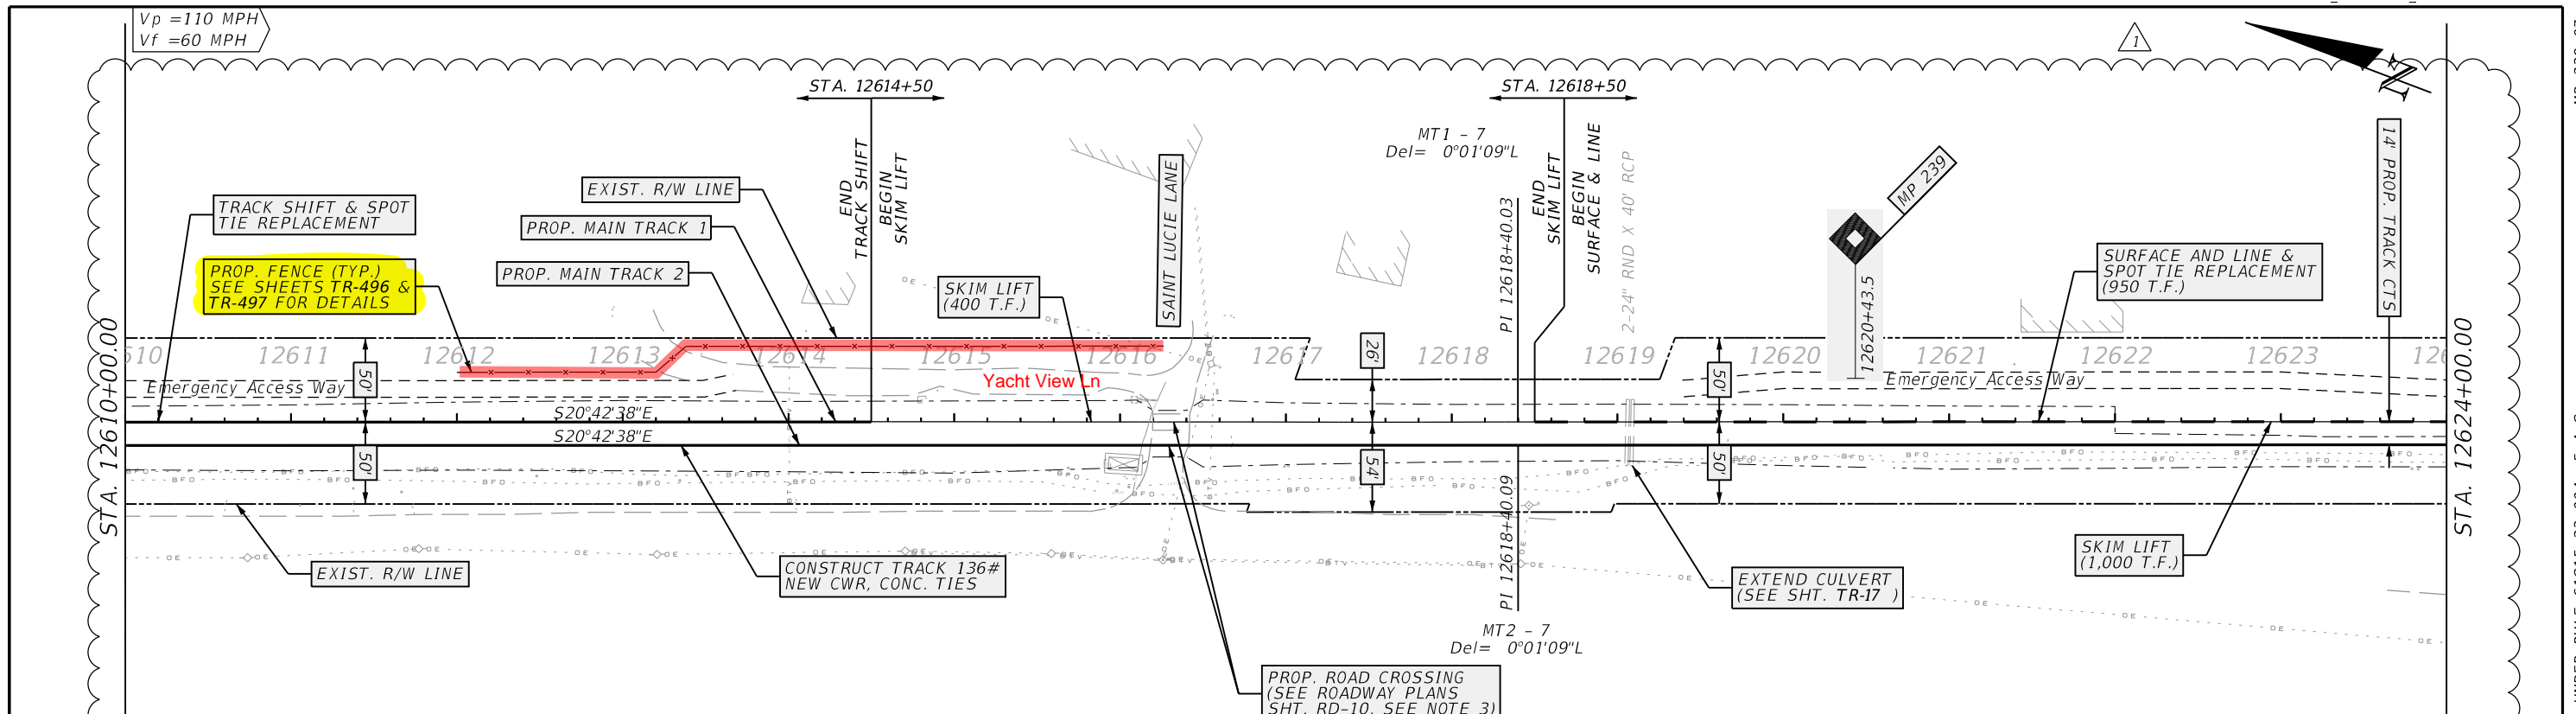 Vp =110 MPH
Vf =60 MPH
1
N
STA. 12614+50
STA. 12618+50
END
TRACK SHIFT
BEGIN
SKIM LIFT
MT1 - 7
Del= 0°01'09"L
END
SKIM LIFT
BEGIN
SURFACE & LINE
2-24" RND X 40' RCP
PI 12618+40.03
MP 239
12620+43.5
14' PROP. TRACK CTS
TRACK SHIFT & SPOT
TIE REPLACEMENT
EXIST. R/W LINE
PROP. MAIN TRACK 1
PROP. MAIN TRACK 2
PROP. FENCE (TYP.)
SEE SHEETS TR-496 &
TR-497 FOR DETAILS
SKIM LIFT
(400 T.F.)
SAINT LUCIE LANE
SURFACE AND LINE &
SPOT TIE REPLACEMENT
(950 T.F.)
STA. 12610+00.00
12611
12612
12613
12614
12615
12616
12617
12618
12619
12620
12621
12622
12623
STA. 12624+00.00
50'
26'
50'
Emergency Access Way
Yacht View Ln
Emergency Access Way
S20°42'38"E
S20°42'38"E
50'
54'
50'
EXIST. R/W LINE
CONSTRUCT TRACK 136#
NEW CWR, CONC. TIES
PI 12618+40.09
MT2 - 7
Del= 0°01'09"L
EXTEND CULVERT
(SEE SHT. TR-17 )
SKIM LIFT
(1,000 T.F.)
PROP. ROAD CROSSING
(SEE ROADWAY PLANS
SHT. RD-10, SEE NOTE 3)